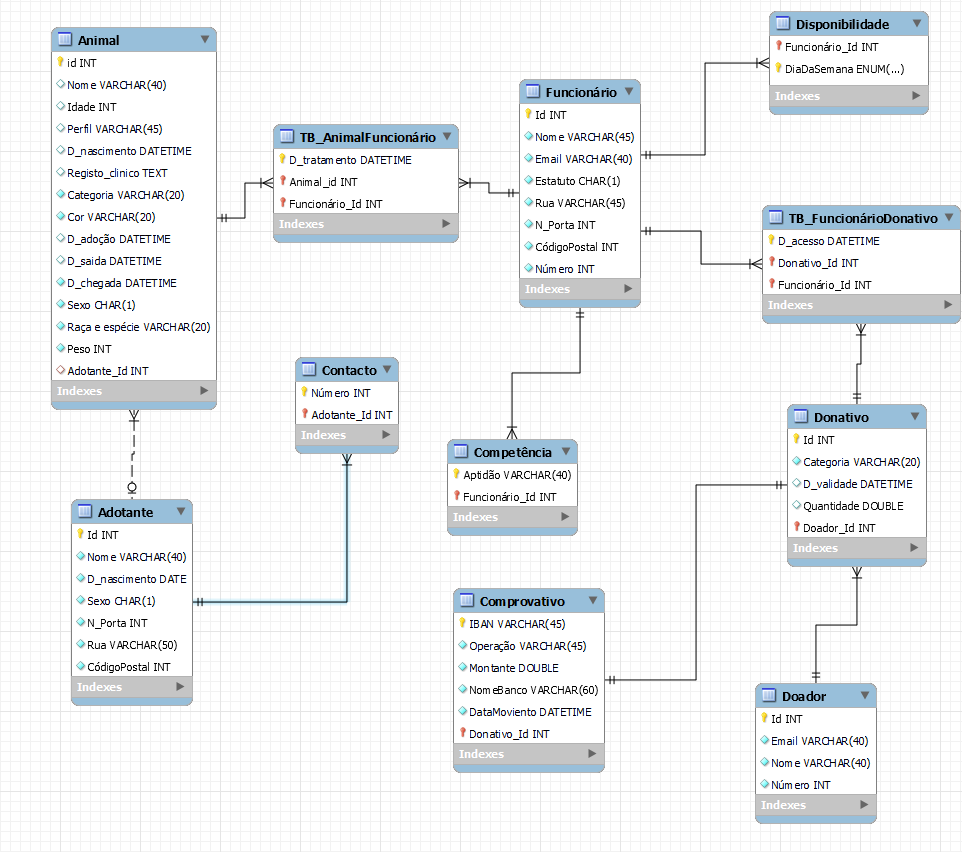 Animal
id INT
Nome VARCHAR(40)
Idade INT
Perfil VARCHAR(45)
D_nascimento DATETIME
Registo_clinico TEXT
Categoria VARCHAR(20)
Cor VARCHAR(20)
D_adoção DATETIME
D_saida DATETIME
D_chegada DATETIME
Sexo CHAR(1)
Raça e espécie VARCHAR(20)
Peso INT
Adotante_Id INT
Indexes
TB_AnimalFuncionário
D_tratamento DATETIME
Animal_id INT
Funcionário_Id INT
Indexes
Funcionário
Id INT
Nome VARCHAR(45)
Email VARCHAR(40)
Estatuto CHAR(1)
Rua VARCHAR(45)
N_Porta INT
CódigoPostal INT
Número INT
Indexes
Disponibilidade
Funcionário_Id INT
DiaDaSemana ENUM(...)
Indexes
TB_FuncionárioDonativo
D_acesso DATETIME
Donativo_Id INT
Funcionário_Id INT
Indexes
Contacto
Número INT
Adotante_Id INT
Indexes
Competência
Aptidão VARCHAR(40)
Funcionário_Id INT
Indexes
Donativo
Id INT
Categoria VARCHAR(20)
D_validade DATETIME
Quantidade DOUBLE
Doador_Id INT
Indexes
Adotante
Id INT
Nome VARCHAR(40)
D_nascimento DATE
Sexo CHAR(1)
N_Porta INT
Rua VARCHAR(50)
CódigoPostal INT
Indexes
Comprovativo
IBAN VARCHAR(45)
Operação VARCHAR(45)
Montante DOUBLE
NomeBanco VARCHAR(60)
DataMoviento DATETIME
Donativo_Id INT
Indexes
Doador
Id INT
Email VARCHAR(40)
Nome VARCHAR(40)
Número INT
Indexes